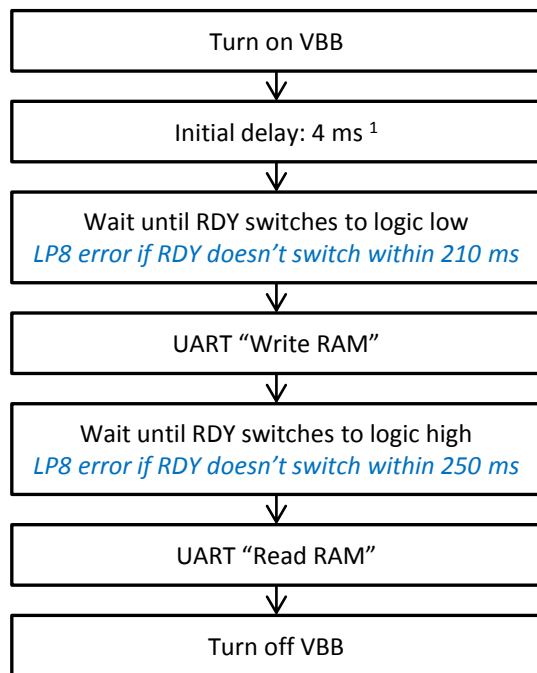 Turn on VBB
Initial delay: 4 ms ¹
Wait until RDY switches to logic low
LP8 error if RDY doesn’t switch within 210 ms
UART “Write RAM”
Wait until RDY switches to logic high
LP8 error if RDY doesn’t switch within 250 ms
UART “Read RAM”
Turn off VBB